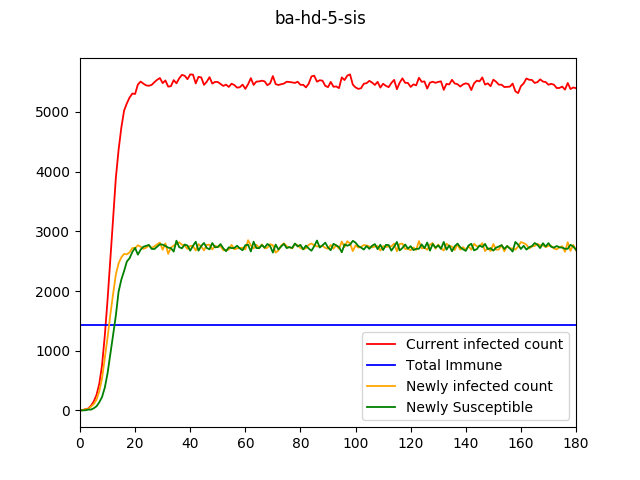 ba-hd-5-sis
5000
4000
3000
2000
1000
0
Current infected count
Total Immune
Newly infected count
Newly Susceptible
0 20 40 60 80 100 120 140 160 180